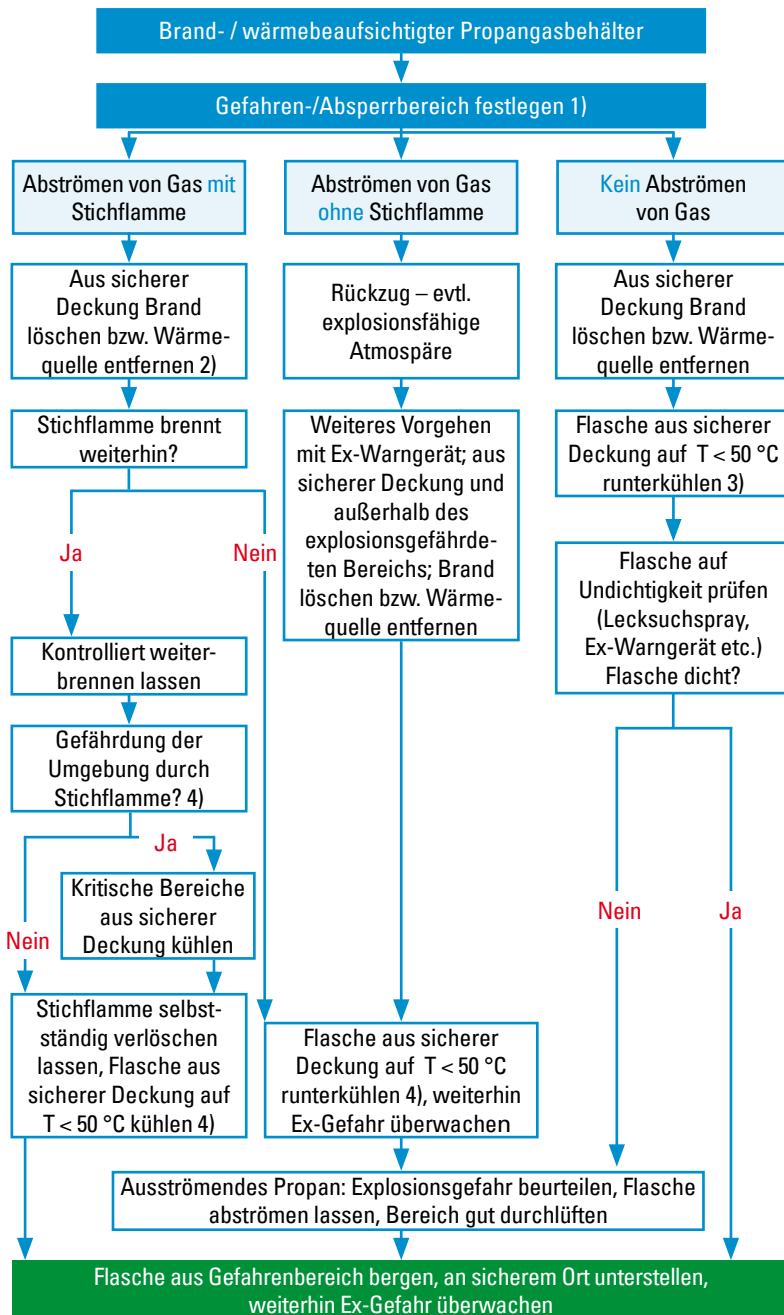 Brand- / wärmebeaufsichtigter Propangasbehälter
Gefahren-/Absperrbereich festlegen 1)
Abströmen von Gas mit
Stichflamme
Abströmen von Gas
ohne Stichflamme
Kein Abströmen
von Gas
Aus sicherer
Deckung Brand
löschen bzw. Wärme-
quelle entfernen 2)
Rückzug – evtl.
explosionsfähige
Atmospäre
Aus sicherer
Deckung Brand
löschen bzw. Wärme-
quelle entfernen
Stichflamme brennt
weiterhin?
Weiteres Vorgehen
mit Ex-Warngerät; aus
sicherer Deckung und
außerhalb des
explosionsgefährde-
ten Bereichs; Brand
löschen bzw. Wärme-
quelle entfernen
Flasche aus sicherer
Deckung auf T < 50 °C
runterkühlen 3)
Ja
Nein
Flasche auf
Undichtigkeit prüfen
(Lecksuchspray,
Ex-Warngerät etc.)
Flasche dicht?
Kontrolliert weiter-
brennen lassen
Gefährdung der
Umgebung durch
Stichflamme? 4)
Ja
Kritische Bereiche
aus sicherer
Deckung kühlen
Nein
Nein
Ja
Stichflamme selbst-
ständig verlöschen
lassen, Flasche aus
sicherer Deckung auf
T < 50 °C kühlen 4)
Flasche aus sicherer
Deckung auf T < 50 °C
runterkühlen 4), weiterhin
Ex-Gefahr überwachen
Ausströmendes Propan: Explosionsgefahr beurteilen, Flasche
abströmen lassen, Bereich gut durchlüften
Flasche aus Gefahrenbereich bergen, an sicherem Ort unterstellen,
weiterhin Ex-Gefahr überwachen